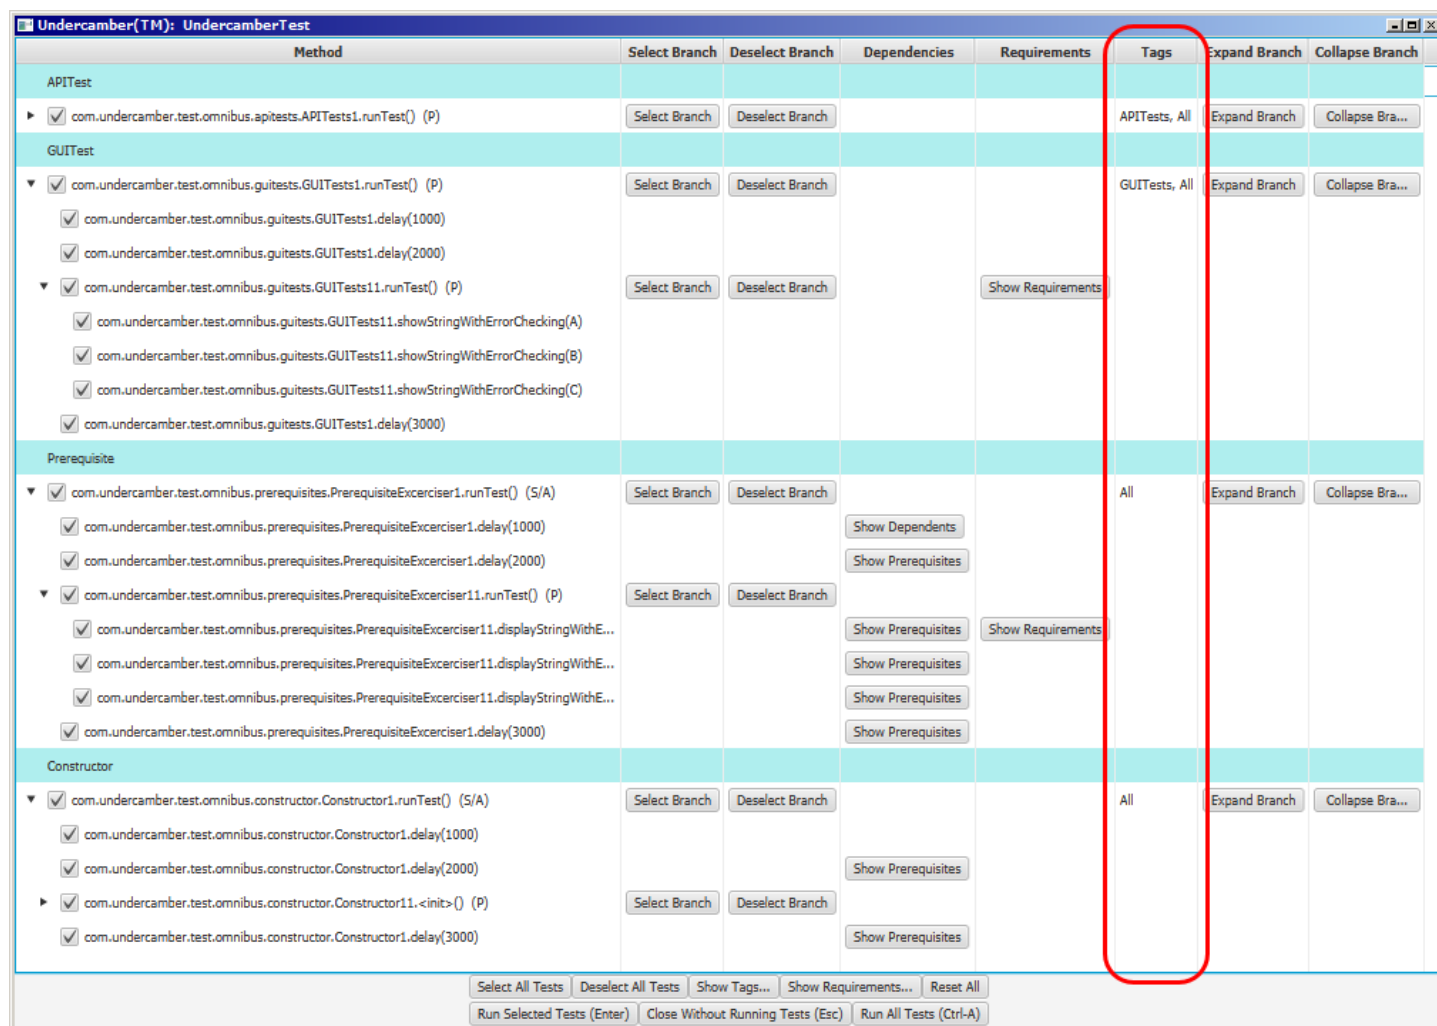 Undercamber(TM): UndercamberTest
Method Select Branch Deselect Branch Dependencies Requirements Tags Expand Branch Collapse Branch
APITest
com.undercamber.test.omnibus.apitests.APITests1.runTest() (P) Select Branch Deselect Branch APITests, All Expand Branch Collapse Bra...
GUITest
com.undercamber.test.omnibus.guitests.GUITests1.runTest() (P) Select Branch Deselect Branch GUITests, All Expand Branch Collapse Bra...
com.undercamber.test.omnibus.guitests.GUITests1.delay(1000)
com.undercamber.test.omnibus.guitests.GUITests1.delay(2000)
com.undercamber.test.omnibus.guitests.GUITests11.runTest() (P) Select Branch Deselect Branch Show Requirements
com.undercamber.test.omnibus.guitests.GUITests11.showStringWithErrorChecking(A)
com.undercamber.test.omnibus.guitests.GUITests11.showStringWithErrorChecking(B)
com.undercamber.test.omnibus.guitests.GUITests11.showStringWithErrorChecking(C)
com.undercamber.test.omnibus.guitests.GUITests1.delay(3000)
Prerequisite
com.undercamber.test.omnibus.prerequisites.PrerequisiteExcerciser1.runTest() (S/A) Select Branch Deselect Branch All Expand Branch Collapse Bra...
com.undercamber.test.omnibus.prerequisites.PrerequisiteExcerciser1.delay(1000) Show Dependents
com.undercamber.test.omnibus.prerequisites.PrerequisiteExcerciser1.delay(2000) Show Prerequisites
com.undercamber.test.omnibus.prerequisites.PrerequisiteExcerciser11.runTest() (P) Select Branch Deselect Branch
com.undercamber.test.omnibus.prerequisites.PrerequisiteExcerciser11.displayStringWithE... Show Prerequisites Show Requirements
com.undercamber.test.omnibus.prerequisites.PrerequisiteExcerciser11.displayStringWithE... Show Prerequisites
com.undercamber.test.omnibus.prerequisites.PrerequisiteExcerciser11.displayStringWithE... Show Prerequisites
com.undercamber.test.omnibus.prerequisites.PrerequisiteExcerciser1.delay(3000) Show Prerequisites
Constructor
com.undercamber.test.omnibus.constructor.Constructor1.runTest() (S/A) Select Branch Deselect Branch All Expand Branch Collapse Bra...
com.undercamber.test.omnibus.constructor.Constructor1.delay(1000)
com.undercamber.test.omnibus.constructor.Constructor1.delay(2000) Show Prerequisites
com.undercamber.test.omnibus.constructor.Constructor11.<init>() (P) Select Branch Deselect Branch
com.undercamber.test.omnibus.constructor.Constructor1.delay(3000) Show Prerequisites
Select All Tests Deselect All Tests Show Tags... Show Requirements... Reset All
Run Selected Tests (Enter) Close Without Running Tests (Esc) Run All Tests (Ctrl-A)